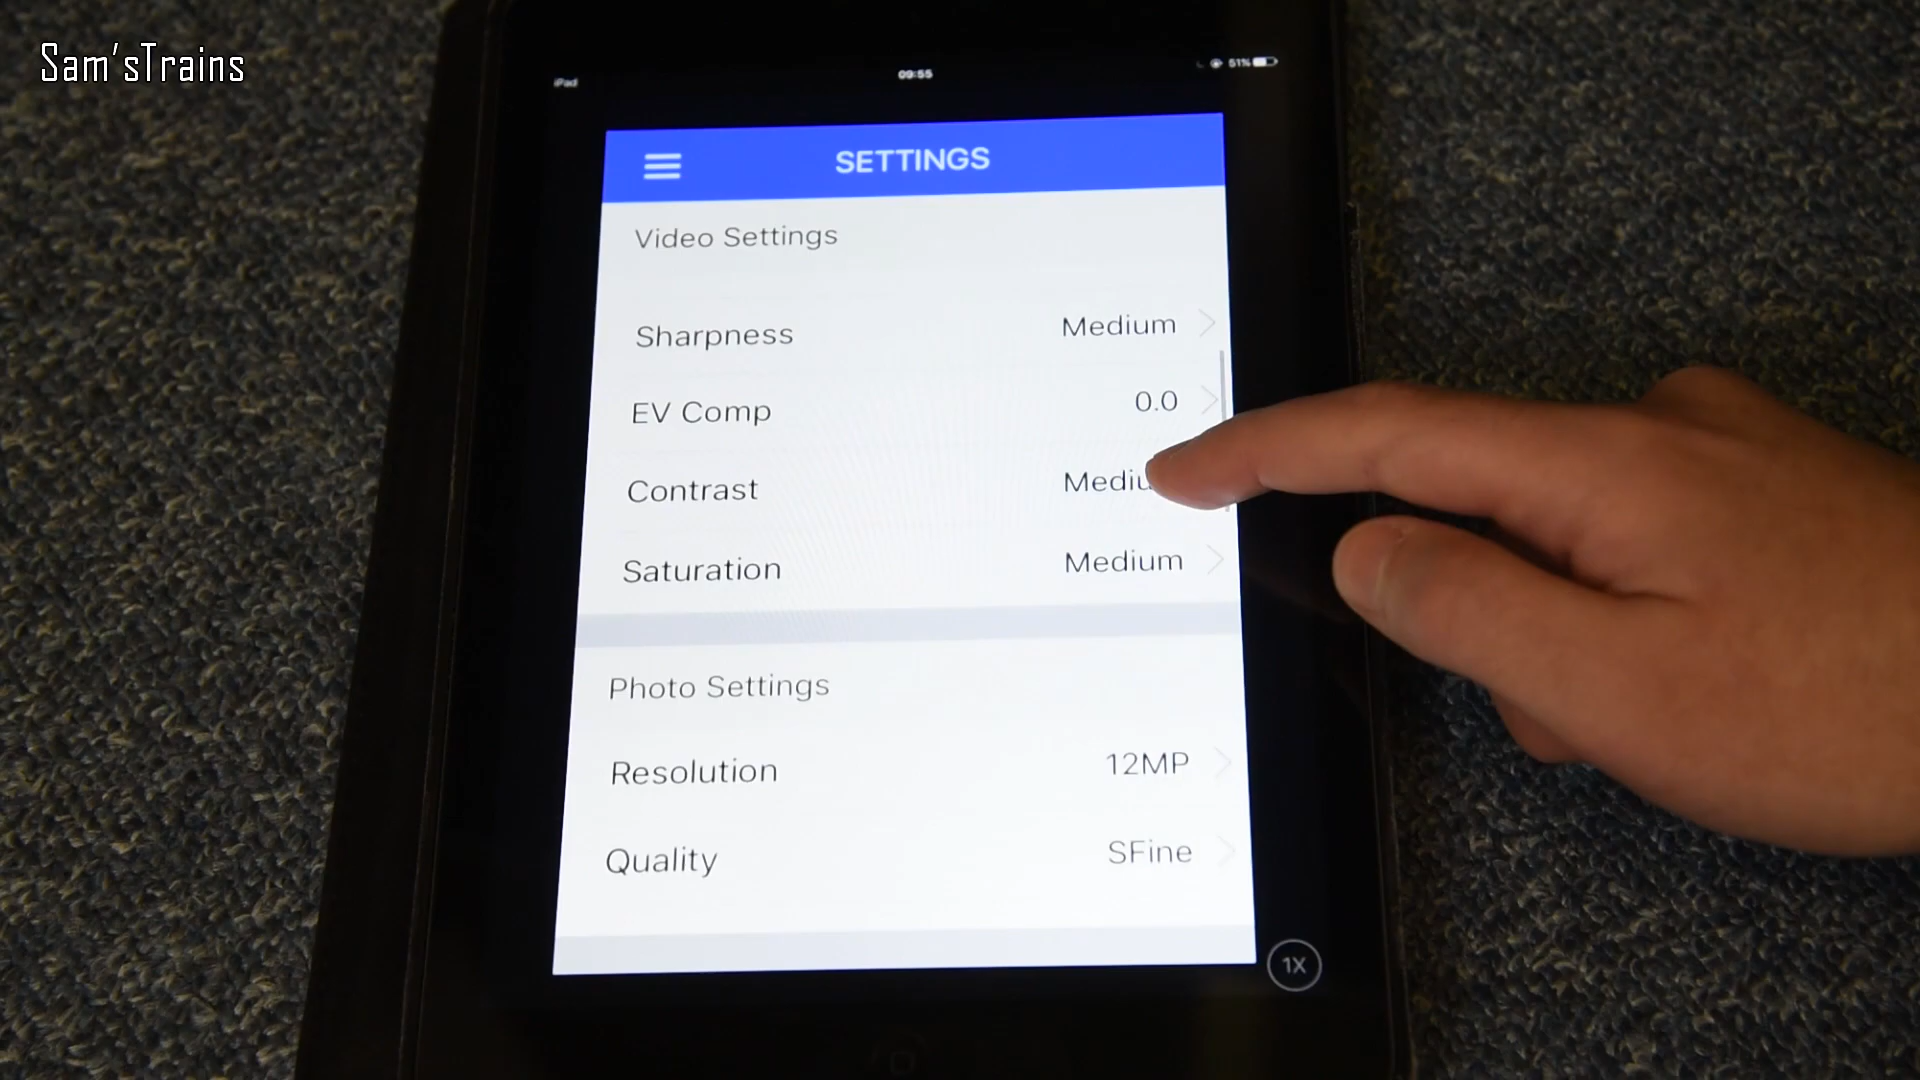 Sam'sTrains
iPad
09:55
51%
SETTINGS
Video Settings
Sharpness Medium
EV Comp 0.0
Contrast Mediu
Saturation Medium
Photo Settings
Resolution 12MP
Quality SFine
1X